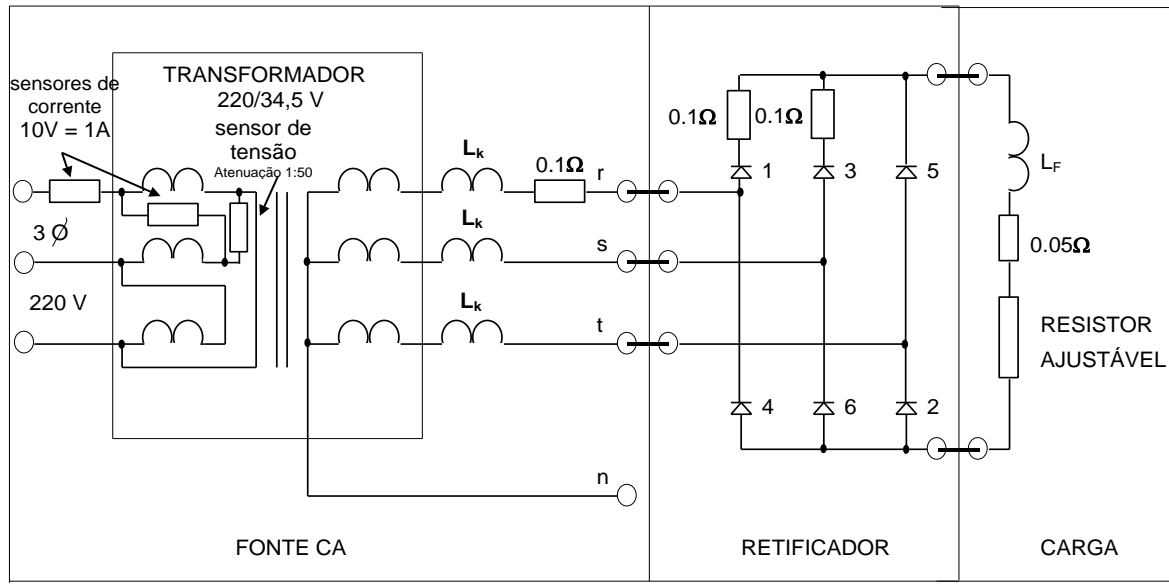 TRANSFORMADOR
220/34,5 V
sensores de
corrente
10V = 1A
sensor de
tensão
Atenuação 1:50
3 Ø
220 V
Lk
Lk
Lk
0.1Ω
r
s
t
n
0.1Ω
0.1Ω
1
3
5
4
6
2
LF
0.05Ω
RESISTOR
AJUSTÁVEL
FONTE CA
RETIFICADOR
CARGA